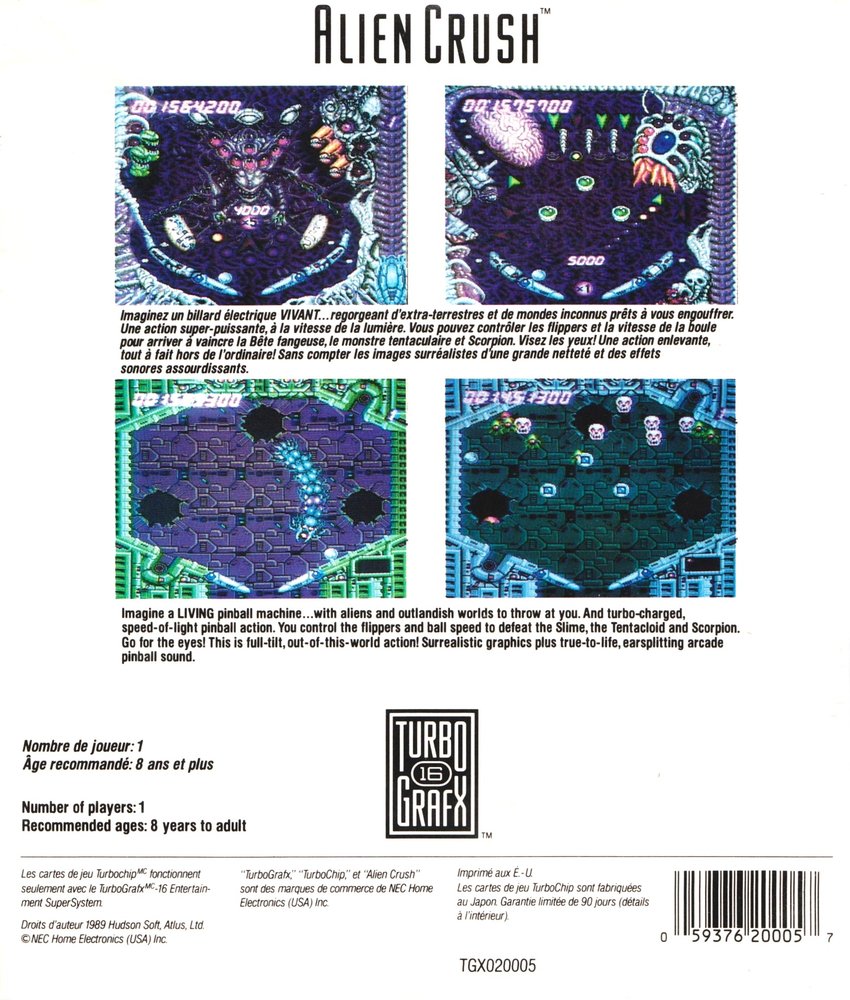 ALIEN CRUSH™
001564200
4000
001575700
5000
Imaginez un billard électrique VIVANT...regorgeant d'extra-terrestres et de mondes inconnus prêts à vous engouffrer.
Une action super-puissante, à la vitesse de la lumière. Vous pouvez contrôler les flippers et la vitesse de la boule
pour arriver à vaincre la Bête fangeuse, le monstre tentaculaire et Scorpion. Visez les yeux! Une action enlevante,
tout à fait hors de l'ordinaire! Sans compter les images surréalistes d'une grande netteté et des effets
sonores assourdissants.
001451300
Imagine a LIVING pinball machine...with aliens and outlandish worlds to throw at you. And turbo-charged,
speed-of-light pinball action. You control the flippers and ball speed to defeat the Slime, the Tentacloid and Scorpion.
Go for the eyes! This is full-tilt, out-of-this-world action! Surrealistic graphics plus true-to-life, earsplitting arcade
pinball sound.
Nombre de joueur: 1
Âge recommandé: 8 ans et plus
Number of players: 1
Recommended ages: 8 years to adult
TURBO
16
GRAFX
TM
Les cartes de jeu Turbochip MC fonctionnent
seulement avec le TurboGrafx MC-16 Entertain-
ment SuperSystem.
Droits d'auteur 1989 Hudson Soft, Atlus, Ltd.
© NEC Home Electronics (USA) Inc.
"TurboGrafx," "TurboChip," et "Alien Crush"
sont des marques de commerce de NEC Home
Electronics (USA) Inc.
Imprimé aux É.-U.
Les cartes de jeu TurboChip sont fabriquées
au Japon. Garantie limitée de 90 jours (détails
à l'intérieur).
0 59376 20005 7
TGX020005